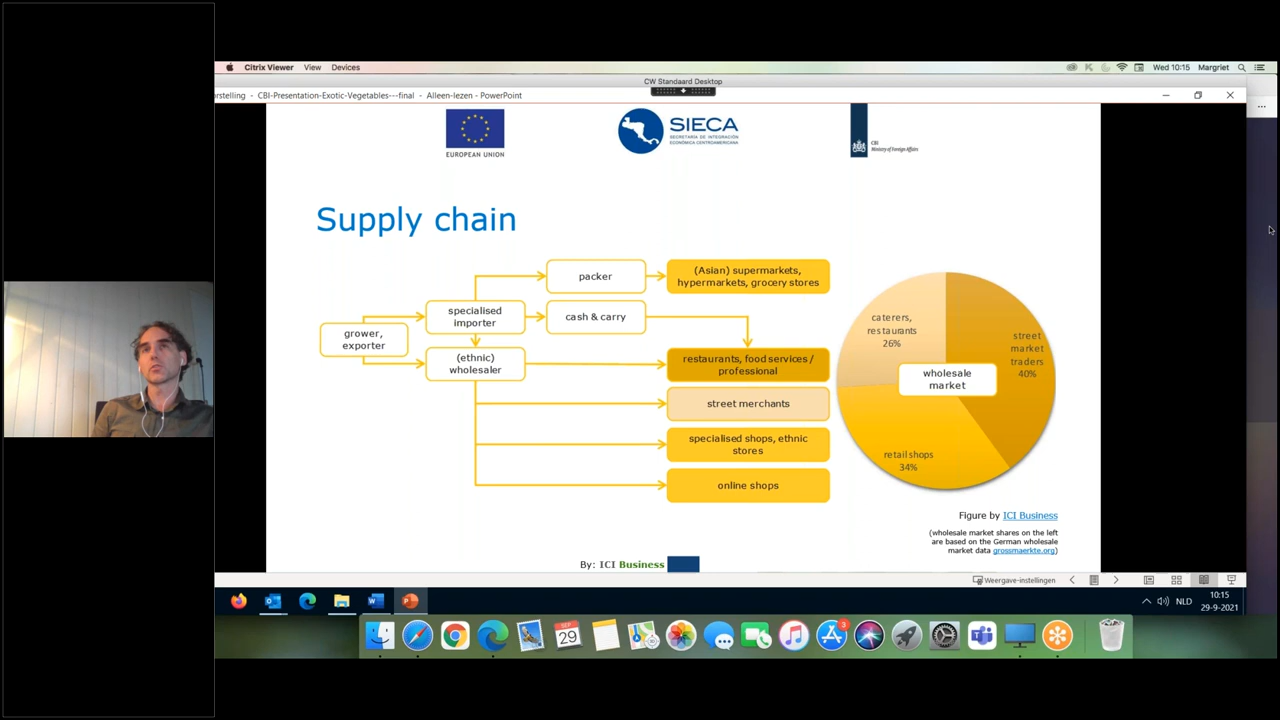 Citrix Viewer View Devices
Wed 10:15 Margriet
CW Standaard Desktop
orstelling - CBI-Presentation-Exotic-Vegetables---final - Alleen-lezen - PowerPoint
EUROPEAN UNION
SIECA
SECRETARÍA DE INTEGRACIÓN
ECONÓMICA CENTROAMERICANA
CBI
Ministry of Foreign Affairs
Supply chain
grower,
exporter
specialised
importer
(ethnic)
wholesaler
packer
cash & carry
(Asian) supermarkets,
hypermarkets, grocery stores
restaurants, food services /
professional
street merchants
specialised shops, ethnic
stores
online shops
caterers,
restaurants
26%
street
market
traders
40%
wholesale
market
retail shops
34%
Figure by ICI Business
(wholesale market shares on the left
are based on the German wholesale
market data grossmaerkte.org)
By: ICI Business
Weergave-instellingen
NLD
10:15
29-9-2021
SEP
29
3